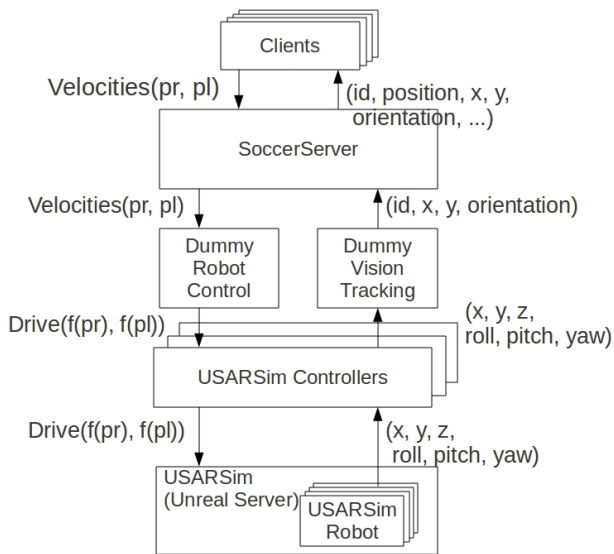 Clients
Velocities(pr, pl)
(id, position, x, y,
orientation, ...)
SoccerServer
Velocities(pr, pl)
(id, x, y, orientation)
Dummy
Robot
Control
Dummy
Vision
Tracking
Drive(f(pr), f(pl))
(x, y, z,
roll, pitch, yaw)
USARSim Controllers
Drive(f(pr), f(pl))
(x, y, z,
roll, pitch, yaw)
USARSim
(Unreal Server)
USARSim
Robot